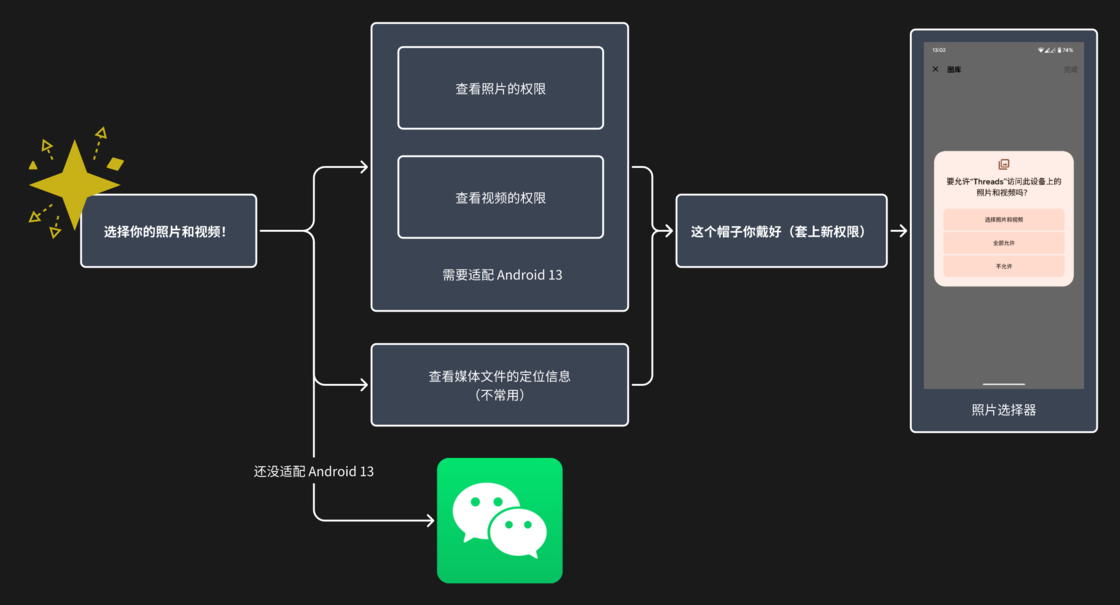 选择你的照片和视频！
查看照片的权限
查看视频的权限
需要适配 Android 13
查看媒体文件的定位信息
（不常用）
还没适配 Android 13
这个帽子你戴好（套上新权限）
13:02
74%
图库
完成
要允许“Threads”访问此设备上的
照片和视频吗？
选择照片和视频
全部允许
不允许
照片选择器